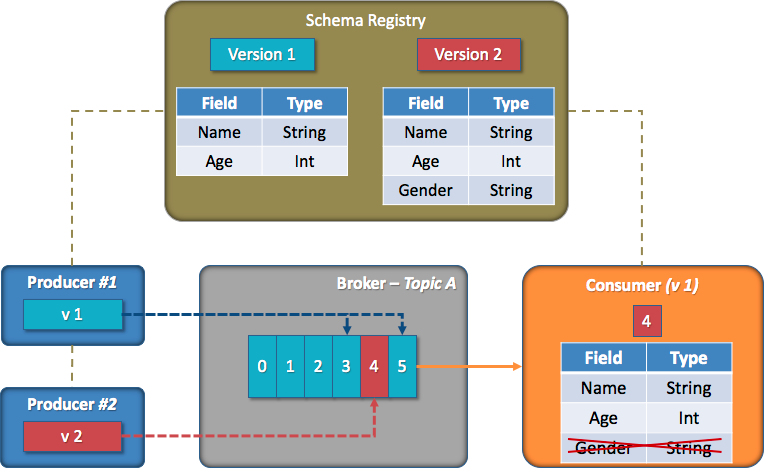 Schema Registry
Version 1
Version 2
Field Type
Name String
Age Int
Field Type
Name String
Age Int
Gender String
Producer #1
v 1
Producer #2
v 2
Broker – Topic A
0 1 2 3 4 5
Consumer (v 1)
4
Field Type
Name String
Age Int
Gender String